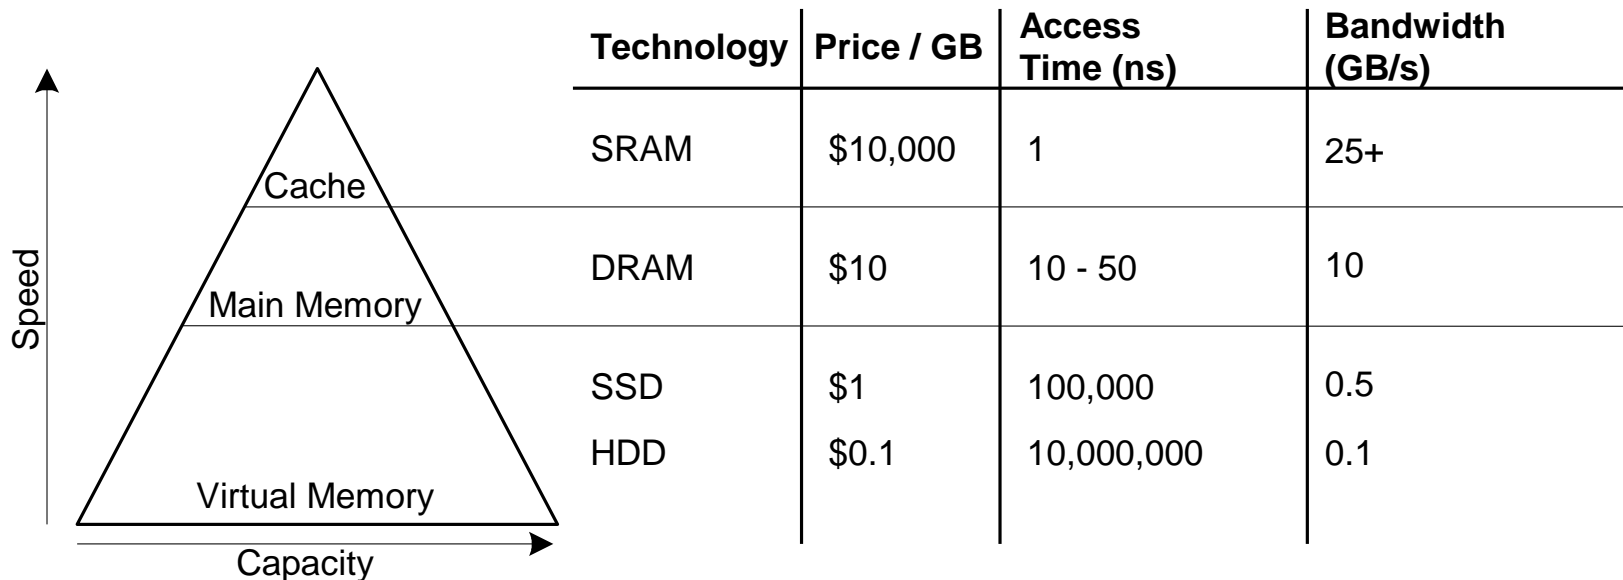 Technology Price / GB Access Time (ns) Bandwidth (GB/s)
SRAM $10,000 1 25+
Cache
DRAM $10 10 - 50 10
Main Memory
SSD $1 100,000 0.5
HDD $0.1 10,000,000 0.1
Virtual Memory
Speed
Capacity